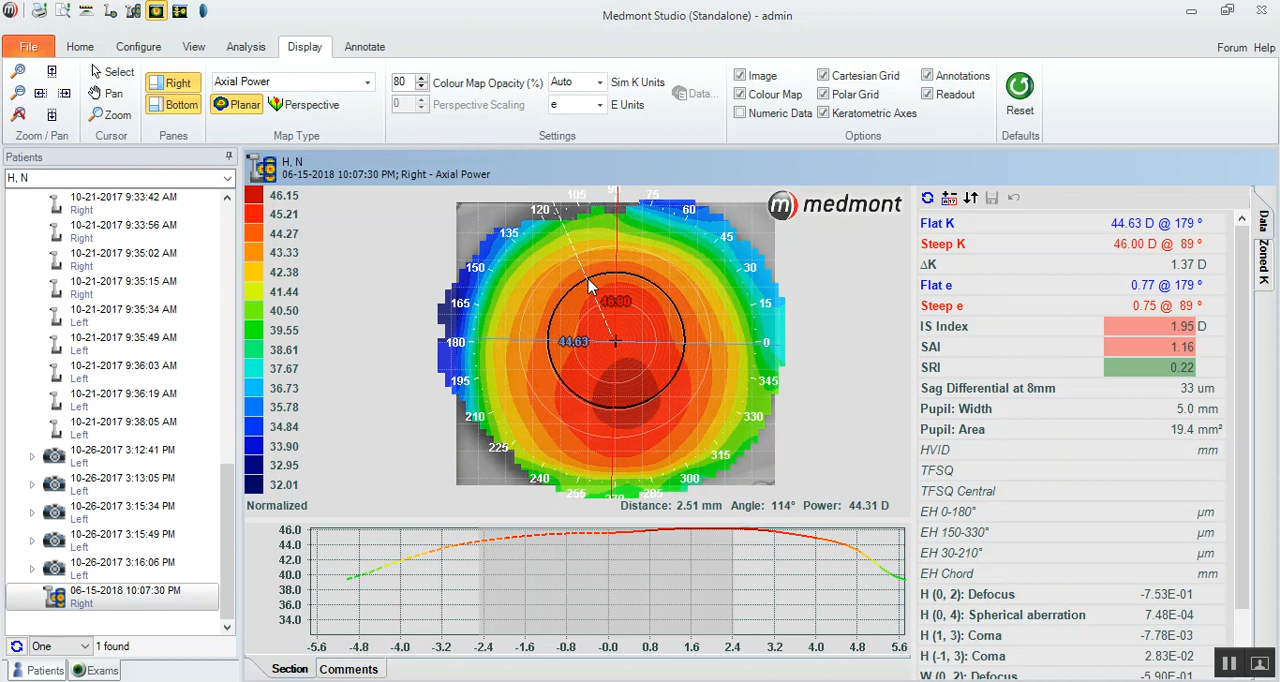 Medmont Studio (Standalone) - admin
File Home Configure View Analysis Display Annotate Forum Help
Select
Pan
Zoom
Zoom / Pan
Cursor
Right
Bottom
Panes
Axial Power
Planar Perspective
Map Type
80 Colour Map Opacity (%)
0 Perspective Scaling
Auto Sim K Units
e E Units
Data...
Settings
Image Cartesian Grid Annotations
Colour Map Polar Grid Readout
Numeric Data Keratometric Axes
Options
Reset
Defaults
Patients
H, N
10-21-2017 9:33:42 AM
Right
10-21-2017 9:33:56 AM
Right
10-21-2017 9:35:02 AM
Right
10-21-2017 9:35:15 AM
Right
10-21-2017 9:35:34 AM
Left
10-21-2017 9:35:49 AM
Left
10-21-2017 9:36:03 AM
Left
10-21-2017 9:36:19 AM
Left
10-21-2017 9:38:05 AM
Left
10-26-2017 3:12:41 PM
Left
10-26-2017 3:13:05 PM
Left
10-26-2017 3:15:34 PM
Left
10-26-2017 3:15:49 PM
Left
10-26-2017 3:16:06 PM
Left
06-15-2018 10:07:30 PM
Right
One 1 found
Patients Exams
H, N
06-15-2018 10:07:30 PM; Right - Axial Power
46.15
45.21
44.27
43.33
42.38
41.44
40.50
39.55
38.61
37.67
36.73
35.78
34.84
33.90
32.95
32.01
Normalized
m medmont
105 90 75
120 60
135 45
150 30
165 15
180 0
195 345
210 330
225 315
240 300
255 270 285
46.00
44.63
Distance: 2.51 mm Angle: 114° Power: 44.31 D
46.0
44.0
42.0
40.0
38.0
36.0
34.0
-5.6 -4.8 -4.0 -3.2 -2.4 -1.6 -0.8 0.0 0.8 1.6 2.4 3.2 4.0 4.8 5.6
Section Comments
Flat K 44.63 D @ 179 °
Steep K 46.00 D @ 89 °
ΔK 1.37 D
Flat e 0.77 @ 179 °
Steep e 0.75 @ 89 °
IS Index 1.95 D
SAI 1.16
SRI 0.22
Sag Differential at 8mm 33 um
Pupil: Width 5.0 mm
Pupil: Area 19.4 mm²
HVID mm
TFSQ
TFSQ Central
EH 0-180° µm
EH 150-330° µm
EH 30-210° µm
EH Chord mm
H (0, 2): Defocus -7.53E-01
H (0, 4): Spherical aberration 7.48E-04
H (1, 3): Coma -7.78E-03
H (-1, 3): Coma 2.83E-02
W (0, 2): Defocus -5.90E-01
Data
Zoned K